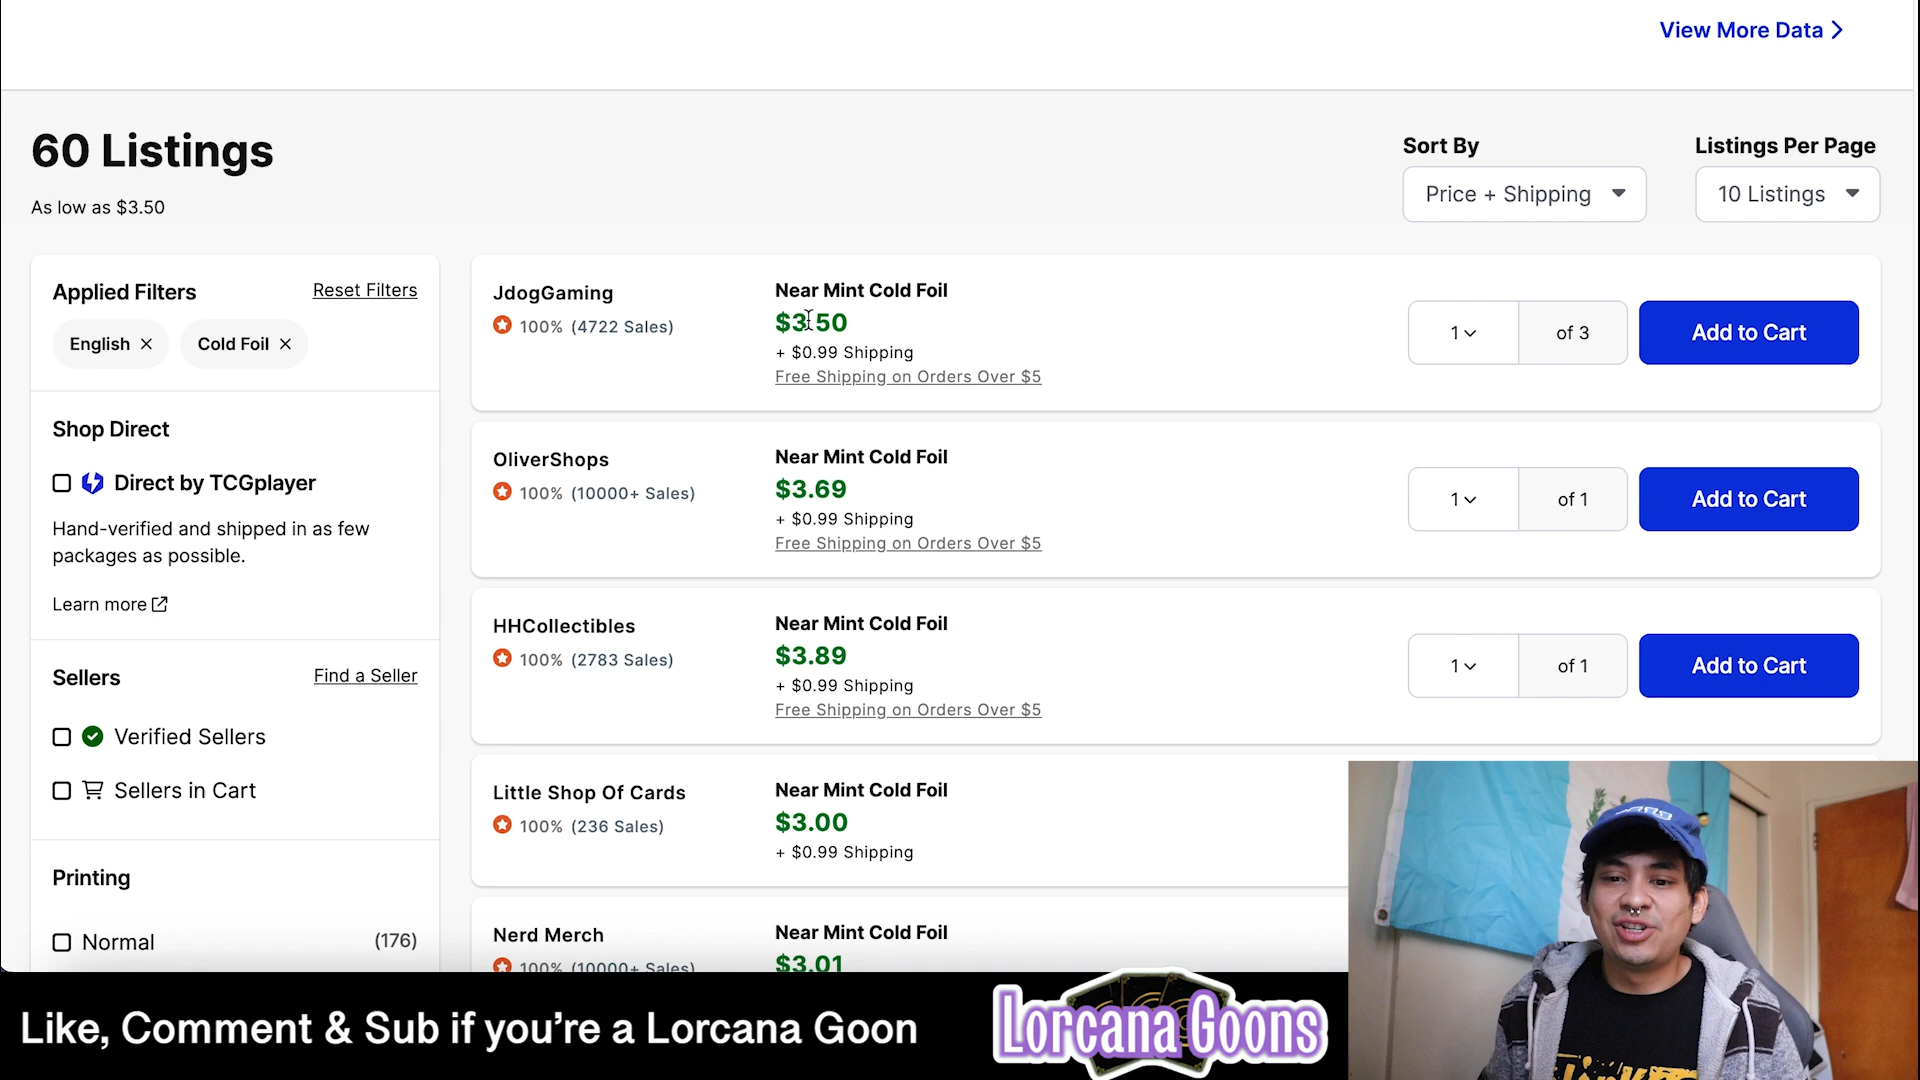 View More Data
60 Listings
As low as $3.50
Sort By
Price + Shipping
Listings Per Page
10 Listings
Applied Filters
Reset Filters
English
Cold Foil
Shop Direct
Direct by TCGplayer
Hand-verified and shipped in as few
packages as possible.
Learn more
Sellers
Find a Seller
Verified Sellers
Sellers in Cart
Printing
Normal (176)
JdogGaming
100% (4722 Sales)
Near Mint Cold Foil
$3.50
+ $0.99 Shipping
Free Shipping on Orders Over $5
1 of 3
Add to Cart
OliverShops
100% (10000+ Sales)
Near Mint Cold Foil
$3.69
+ $0.99 Shipping
Free Shipping on Orders Over $5
1 of 1
Add to Cart
HHCollectibles
100% (2783 Sales)
Near Mint Cold Foil
$3.89
+ $0.99 Shipping
Free Shipping on Orders Over $5
1 of 1
Add to Cart
Little Shop Of Cards
100% (236 Sales)
Near Mint Cold Foil
$3.00
+ $0.99 Shipping
Nerd Merch
100% (10000+ Sales)
Near Mint Cold Foil
$3.01
Like, Comment & Sub if you're a Lorcana Goon
Lorcana Goons